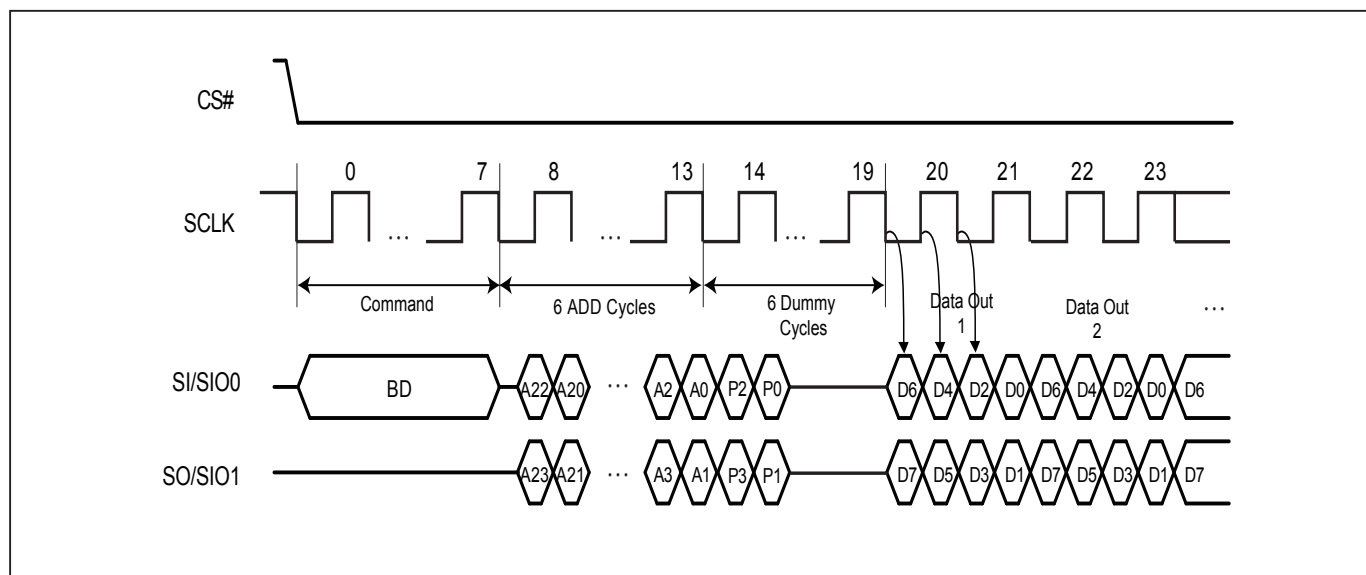 CS#
0 7 8 13 14 19 20 21 22 23
SCLK
... ... ...
Command
6 ADD Cycles
6 Dummy
Cycles
Data Out
1
Data Out
2
...
SI/SIO0 BD A22 A20 ... A2 A0 P2 P0 D6 D4 D2 D0 D6 D4 D2 D0 D6
SO/SIO1 A23 A21 ... A3 A1 P3 P1 D7 D5 D3 D1 D7 D5 D3 D1 D7